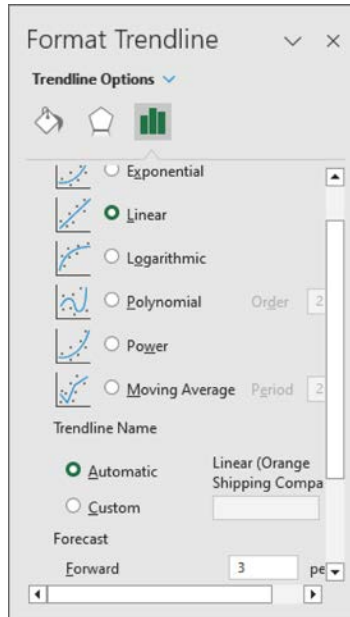 Format Trendline
Trendline Options
Exponential
Linear
Logarithmic
Polynomial Order 2
Power
Moving Average Period 2
Trendline Name
Automatic Linear (Orange
Shipping Compa
Custom
Forecast
Forward 3 pe